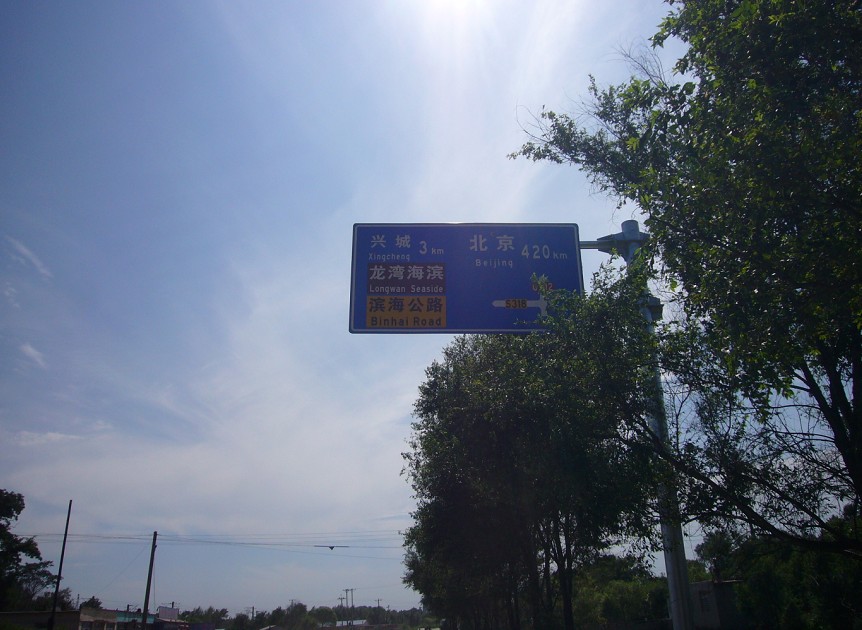 兴城 3 km 北京 420 km
Xingcheng Beijing
龙湾海滨
Longwan Seaside
滨海公路
Binhai Road
S318